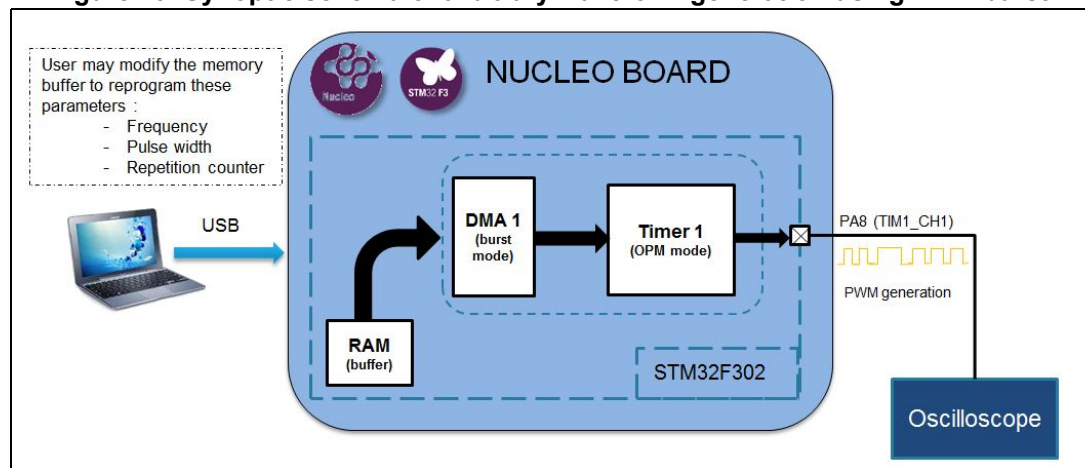 User may modify the memory
buffer to reprogram these
parameters :
- Frequency
- Pulse width
- Repetition counter
USB
Nucleo
STM32 F3
NUCLEO BOARD
DMA 1
(burst
mode)
Timer 1
(OPM mode)
RAM
(buffer)
STM32F302
PA8 (TIM1_CH1)
PWM generation
Oscilloscope